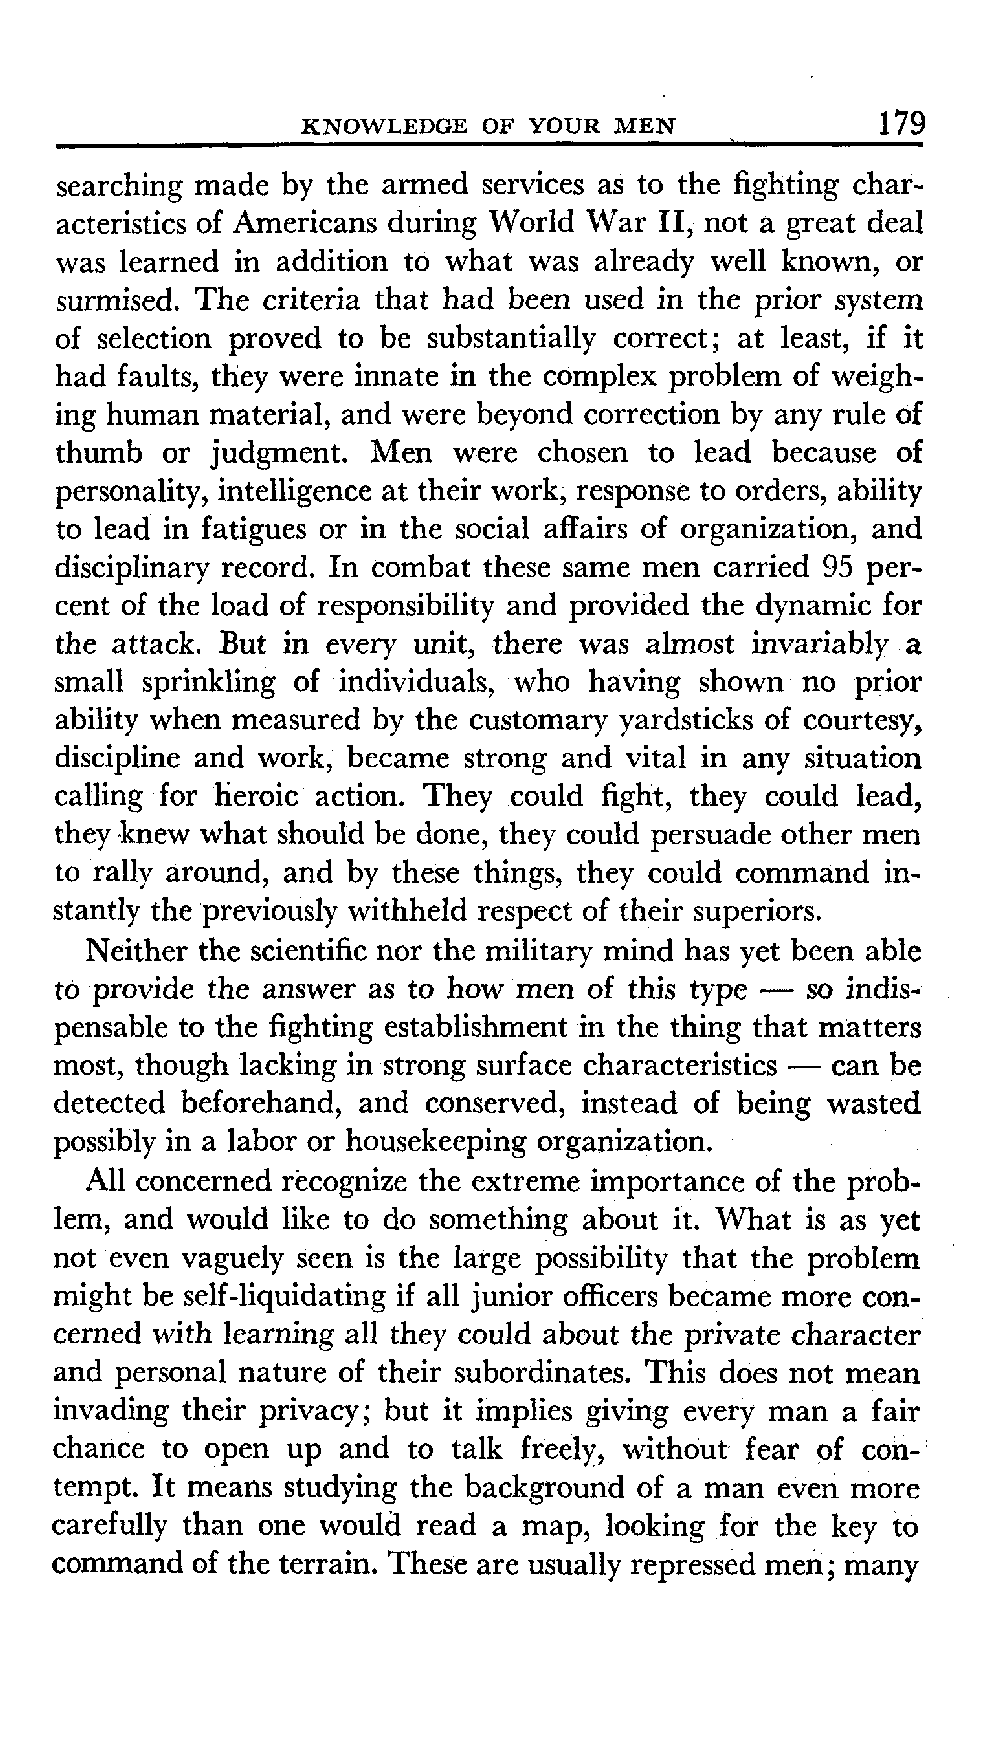 KNOWLEDGE OF YOUR MEN 179
searching made by the armed services as to the fighting char-
acteristics of Americans during World War II, not a great deal
was learned in addition to what was already well known, or
surmised. The criteria that had been used in the prior system
of selection proved to be substantially correct; at least, if it
had faults, they were innate in the complex problem of weigh-
ing human material, and were beyond correction by any rule of
thumb or judgment. Men were chosen to lead because of
personality, intelligence at their work, response to orders, ability
to lead in fatigues or in the social affairs of organization, and
disciplinary record. In combat these same men carried 95 per-
cent of the load of responsibility and provided the dynamic for
the attack. But in every unit, there was almost invariably a
small sprinkling of individuals, who having shown no prior
ability when measured by the customary yardsticks of courtesy,
discipline and work, became strong and vital in any situation
calling for heroic action. They could fight, they could lead,
they knew what should be done, they could persuade other men
to rally around, and by these things, they could command in-
stantly the previously withheld respect of their superiors.
Neither the scientific nor the military mind has yet been able
to provide the answer as to how men of this type — so indis-
pensable to the fighting establishment in the thing that matters
most, though lacking in strong surface characteristics — can be
detected beforehand, and conserved, instead of being wasted
possibly in a labor or housekeeping organization.
All concerned recognize the extreme importance of the prob-
lem, and would like to do something about it. What is as yet
not even vaguely seen is the large possibility that the problem
might be self-liquidating if all junior officers became more con-
cerned with learning all they could about the private character
and personal nature of their subordinates. This does not mean
invading their privacy; but it implies giving every man a fair
chance to open up and to talk freely, without fear of con-
tempt. It means studying the background of a man even more
carefully than one would read a map, looking for the key to
command of the terrain. These are usually repressed men; many